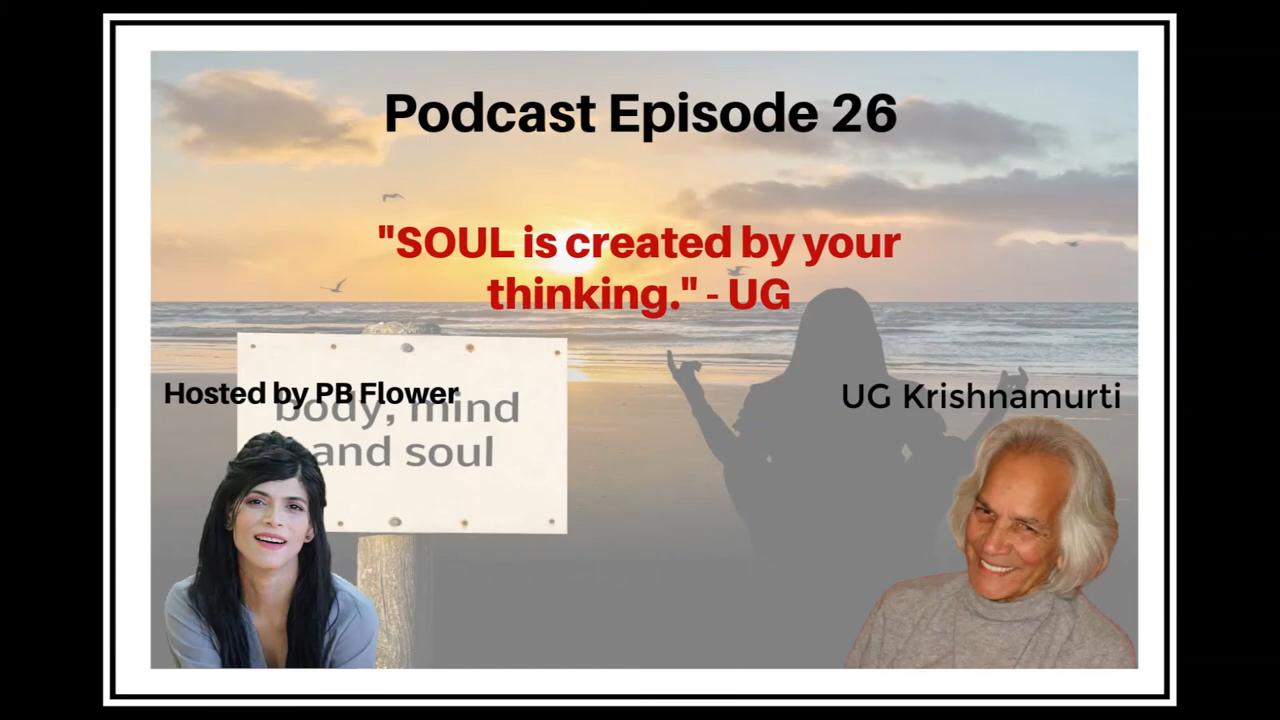 Podcast Episode 26
"SOUL is created by your
thinking." - UG
Hosted by PB Flower
UG Krishnamurti
body, mind
and soul